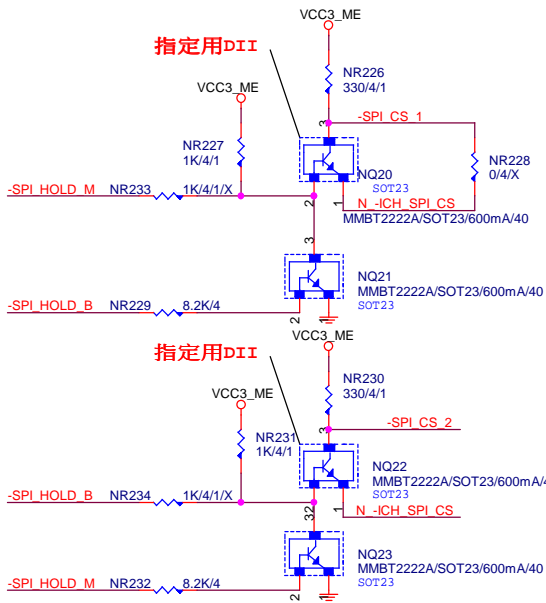 VCC3_ME
指定用DII
NR226
330/4/1
VCC3_ME
3
-SPI_CS_1
NR227
1K/4/1
NR228
0/4/X
NQ20
SOT23
-SPI_HOLD_M
NR233
1K/4/1/X
2
1
N_-ICH_SPI_CS
MMBT2222A/SOT23/600mA/40
3
NQ21
MMBT2222A/SOT23/600mA/40
SOT23
-SPI_HOLD_B
NR229
8.2K/4
2
1
VCC3_ME
指定用DII
NR230
330/4/1
VCC3_ME
3
-SPI_CS_2
NR231
1K/4/1
NQ22
MMBT2222A/SOT23/600mA/4
SOT23
-SPI_HOLD_B
NR234
1K/4/1/X
2
3
1
N_-ICH_SPI_CS
NQ23
MMBT2222A/SOT23/600mA/40
SOT23
-SPI_HOLD_M
NR232
8.2K/4
2
1